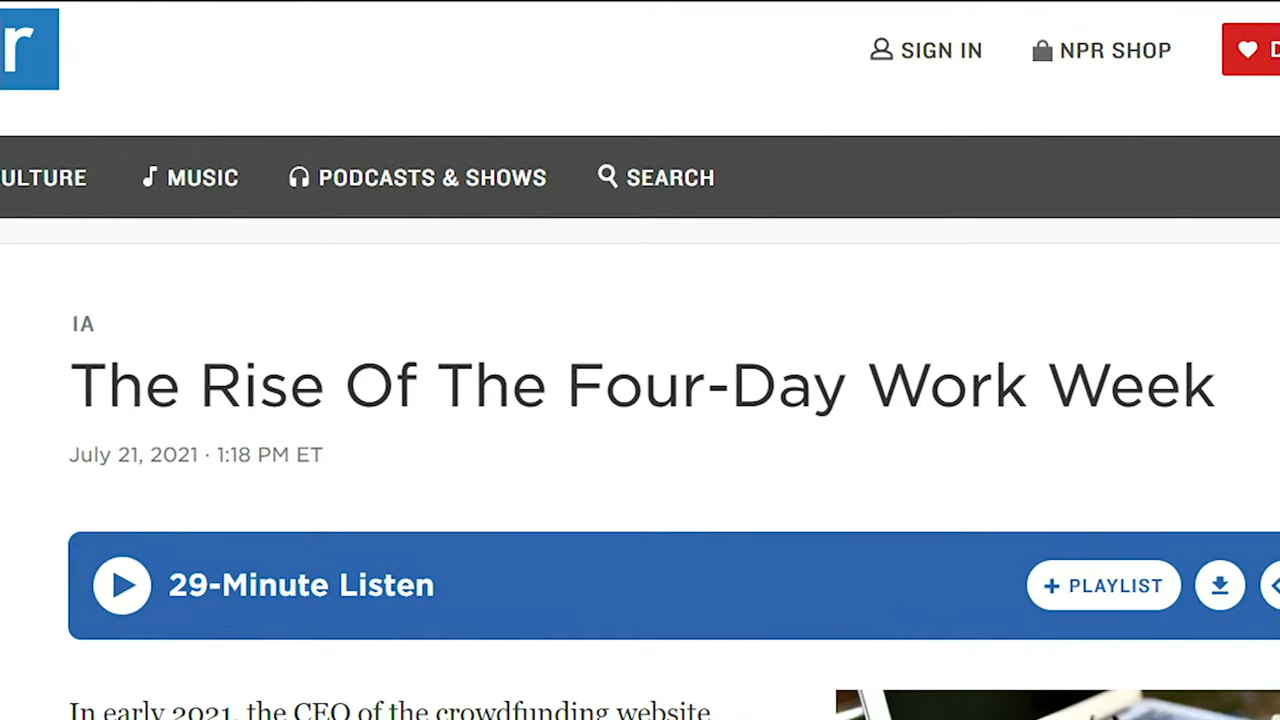 r
SIGN IN
NPR SHOP
D
ULTURE
MUSIC
PODCASTS & SHOWS
SEARCH
1A
The Rise Of The Four-Day Work Week
July 21, 2021 · 1:18 PM ET
29-Minute Listen
+ PLAYLIST
In early 2021, the CEO of the crowdfunding website